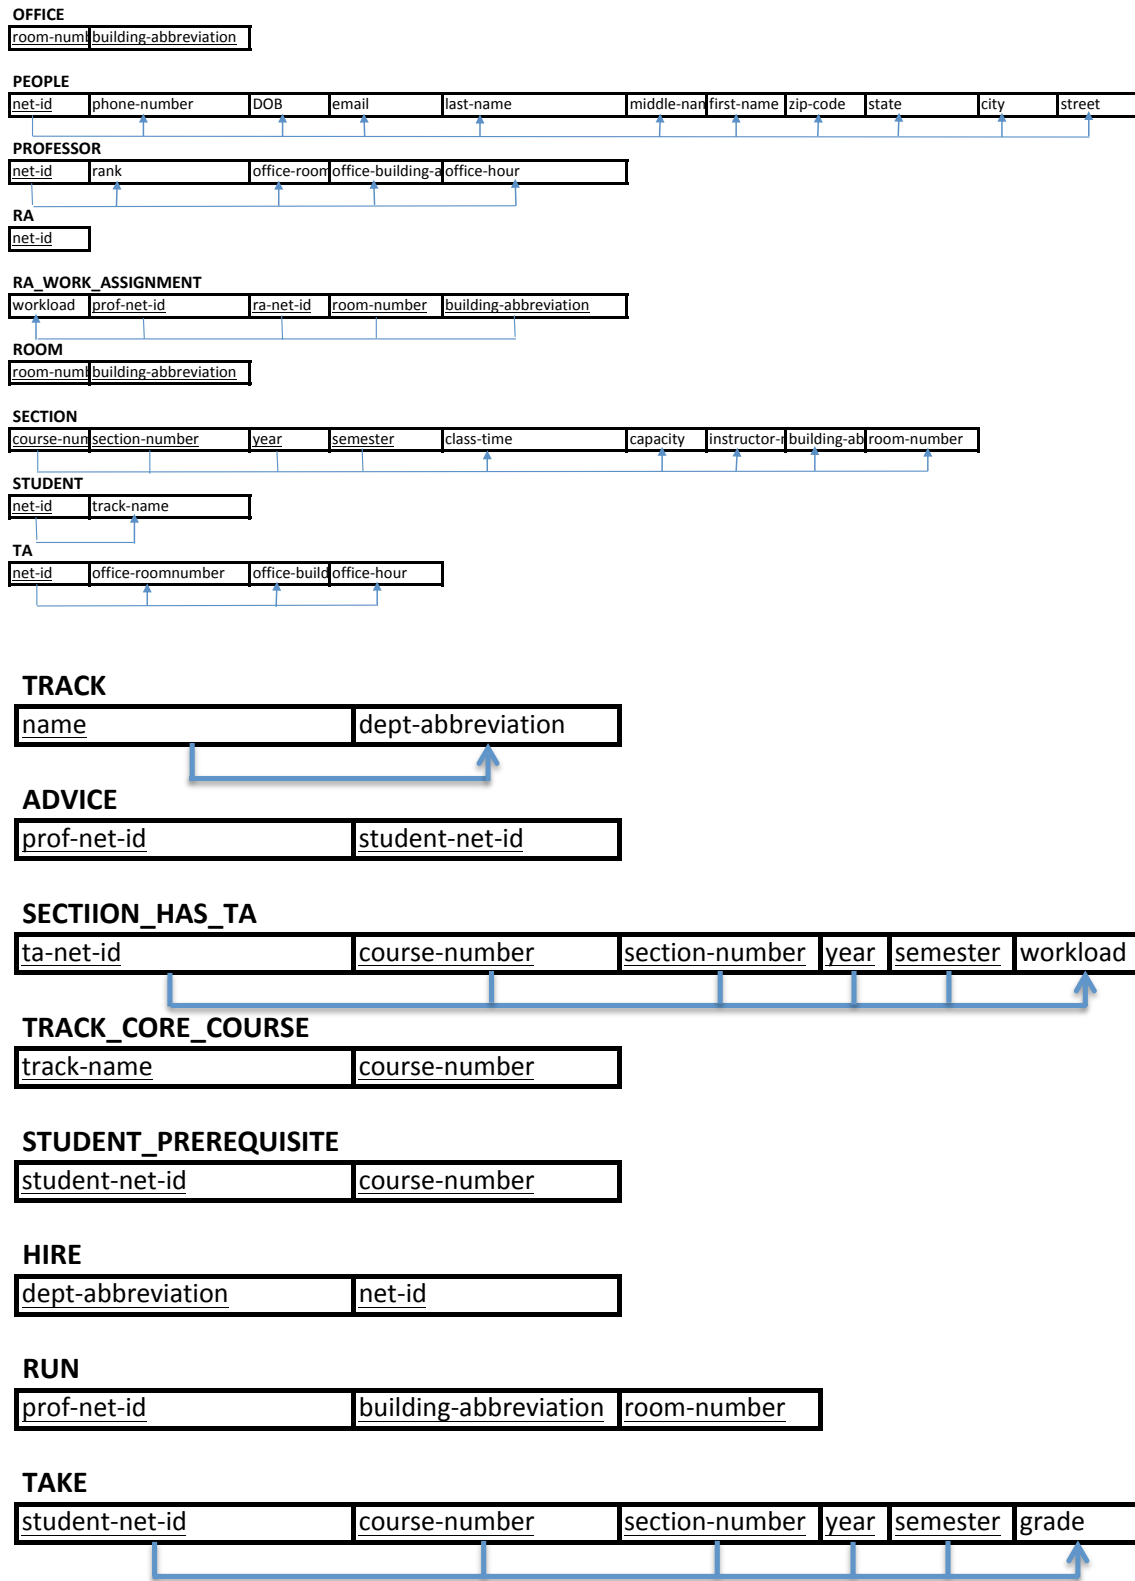 OFFICE
room-numb building-abbreviation
PEOPLE
net-id phone-number DOB email last-name middle-nam first-name zip-code state city street
PROFESSOR
net-id rank office-room office-building-a office-hour
RA
net-id
RA_WORK_ASSIGNMENT
workload prof-net-id ra-net-id room-number building-abbreviation
ROOM
room-numb building-abbreviation
SECTION
course-num section-number year semester class-time capacity instructor-n building-ab room-number
STUDENT
net-id track-name
TA
net-id office-roomnumber office-build office-hour
TRACK
name dept-abbreviation
ADVICE
prof-net-id student-net-id
SECTIION_HAS_TA
ta-net-id course-number section-number year semester workload
TRACK_CORE_COURSE
track-name course-number
STUDENT_PREREQUISITE
student-net-id course-number
HIRE
dept-abbreviation net-id
RUN
prof-net-id building-abbreviation room-number
TAKE
student-net-id course-number section-number year semester grade